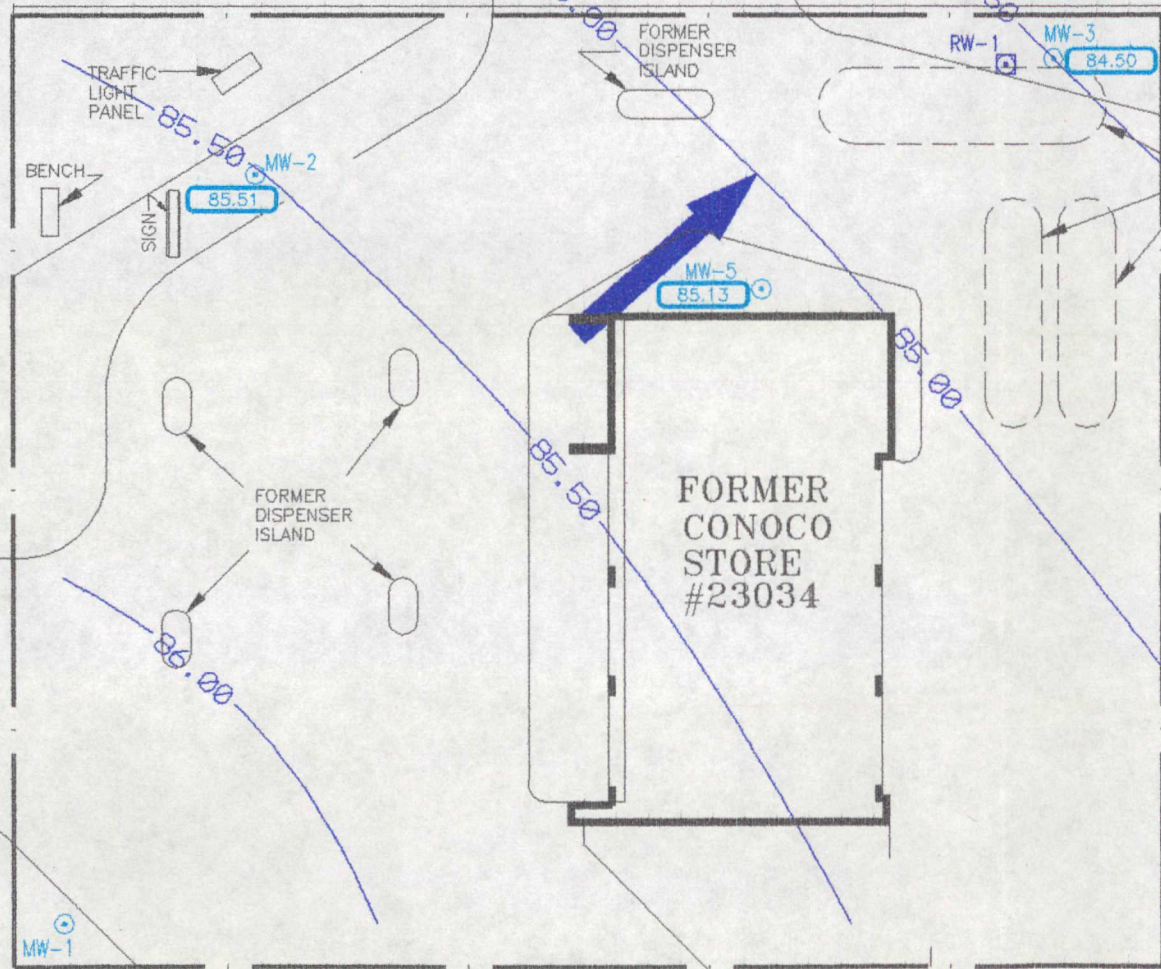 FORMER
DISPENSER
ISLAND
RW-1
MW-3
84.50
TRAFFIC
LIGHT
PANEL
85.50
MW-2
BENCH
85.51
SIGN
MW-5
85.13
85.00
85.50
FORMER
DISPENSER
ISLAND
FORMER
CONOCO
STORE
#23034
86.00
MW-1